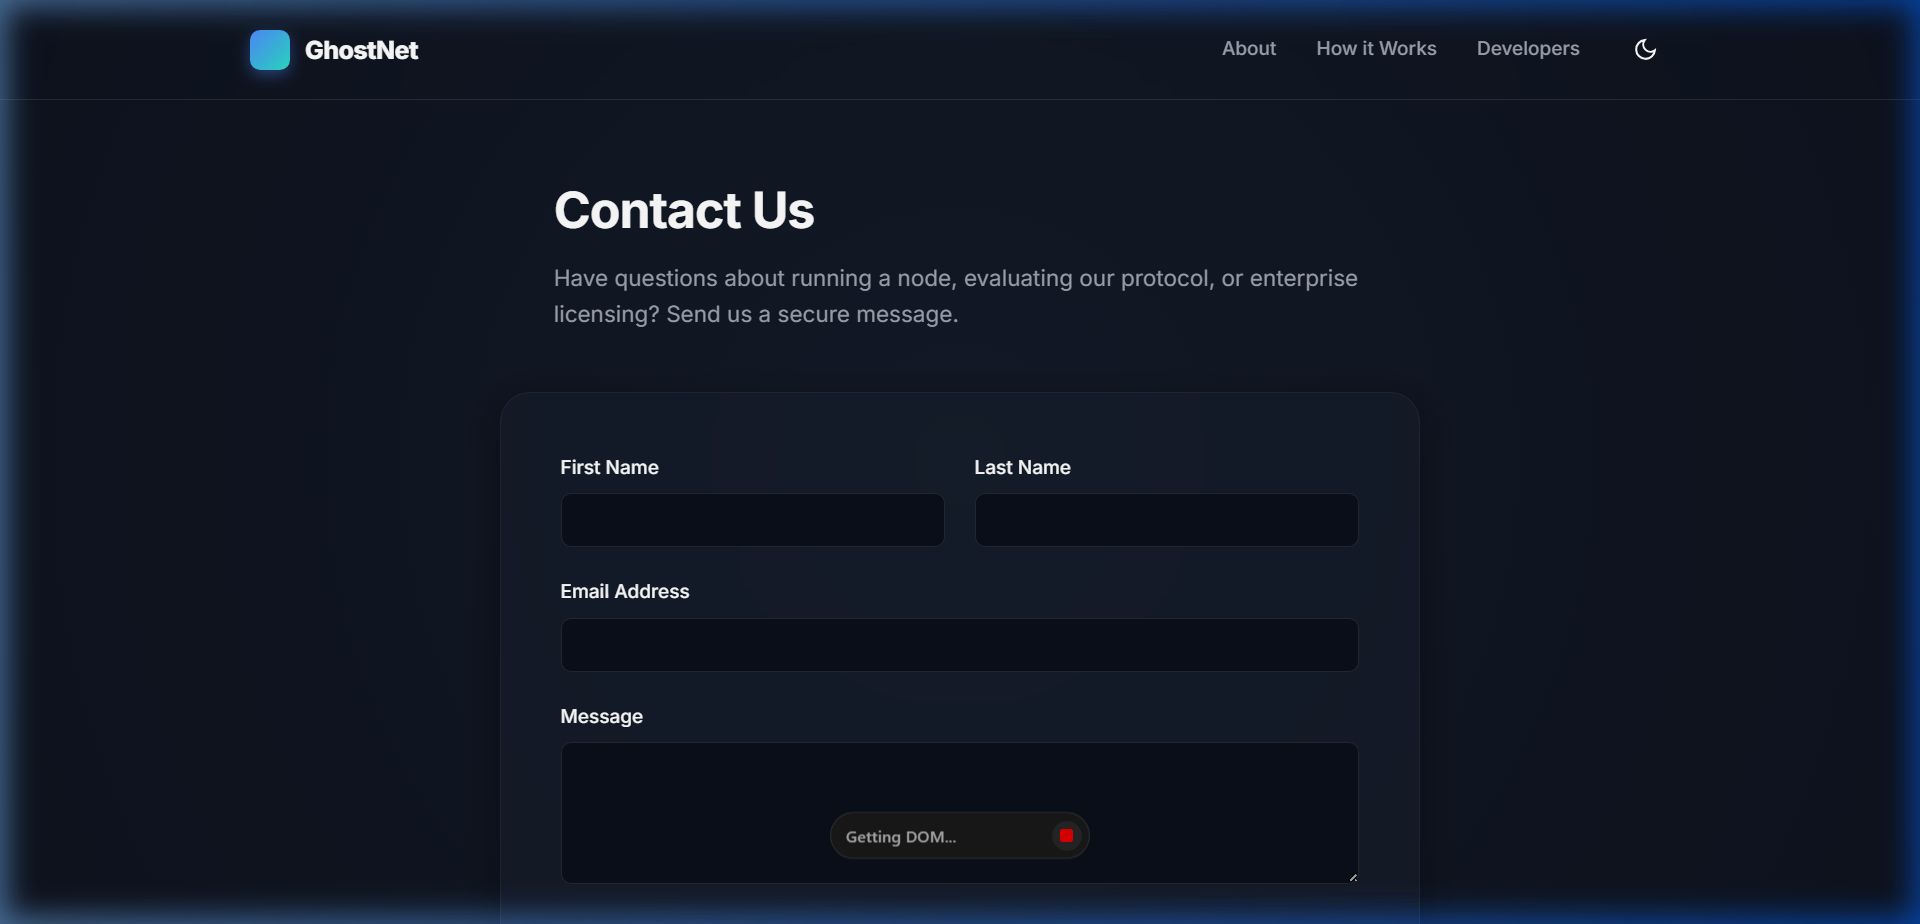 GhostNet
About
How it Works
Developers
Contact Us
Have questions about running a node, evaluating our protocol, or enterprise
licensing? Send us a secure message.
First Name
Last Name
Email Address
Message
Getting DOM...